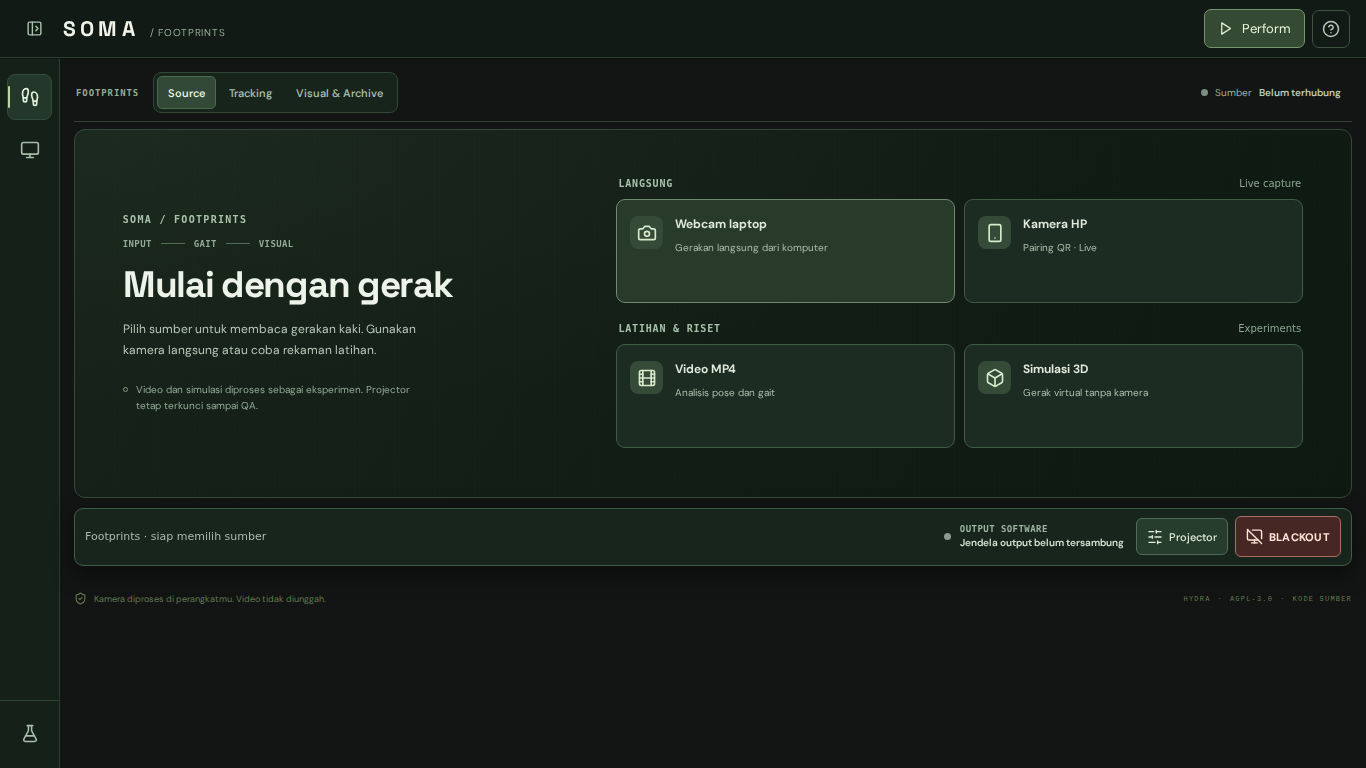 SOMA / FOOTPRINTS
Perform
FOOTPRINTS
Source
Tracking
Visual & Archive
Sumber Belum terhubung
SOMA / FOOTPRINTS
INPUT — GAIT — VISUAL
Mulai dengan gerak
Pilih sumber untuk membaca gerakan kaki. Gunakan
kamera langsung atau coba rekaman latihan.
Video dan simulasi diproses sebagai eksperimen. Projector
tetap terkunci sampai QA.
LANGSUNG
Live capture
Webcam laptop
Gerakan langsung dari komputer
Kamera HP
Pairing QR · Live
LATIHAN & RISET
Experiments
Video MP4
Analisis pose dan gait
Simulasi 3D
Gerak virtual tanpa kamera
Footprints · siap memilih sumber
OUTPUT SOFTWARE
Jendela output belum tersambung
Projector
BLACKOUT
Kamera diproses di perangkatmu. Video tidak diunggah.
HYDRA · AGPL-3.0 · KODE SUMBER